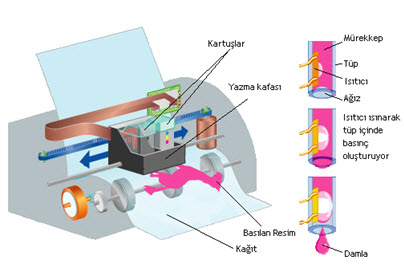 Kartuşlar
Yazma kafası
Basılan Resim
Kağıt
Mürekkep
Tüp
Isıtıcı
Ağız
Isıtıcı ısınarak
tüp içinde
basınç
oluşturuyor
Damla